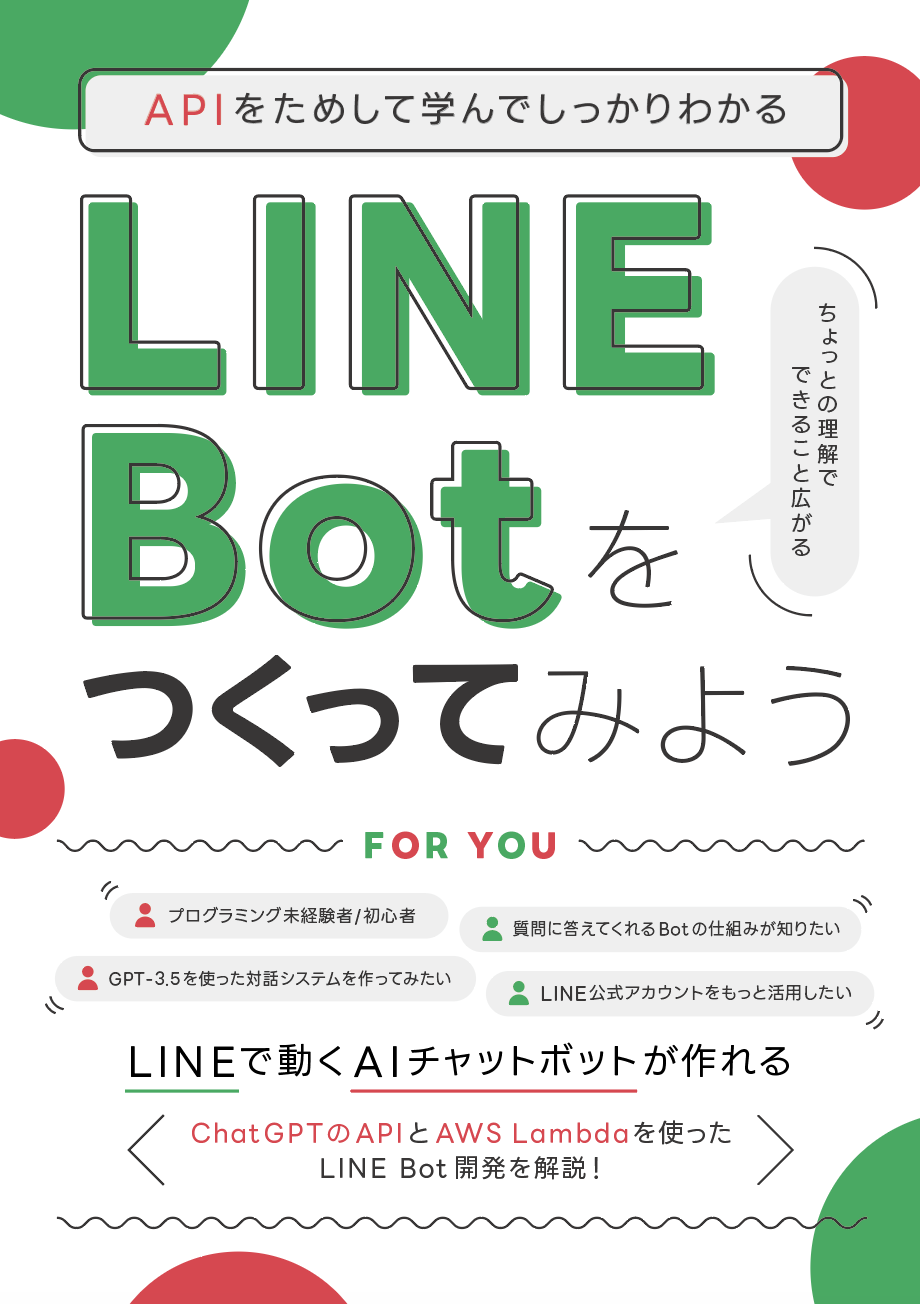 APIをためして学んでしっかりわかる
LINE
Botを
つくってみよう
ちょっとの理解で
できること広がる
FOR YOU
プログラミング未経験者/初心者
質問に答えてくれるBotの仕組みが知りたい
GPT-3.5を使った対話システムを作ってみたい
LINE公式アカウントをもっと活用したい
LINEで動くAIチャットボットが作れる
ChatGPTのAPIとAWS Lambdaを使った
LINE Bot開発を解説!